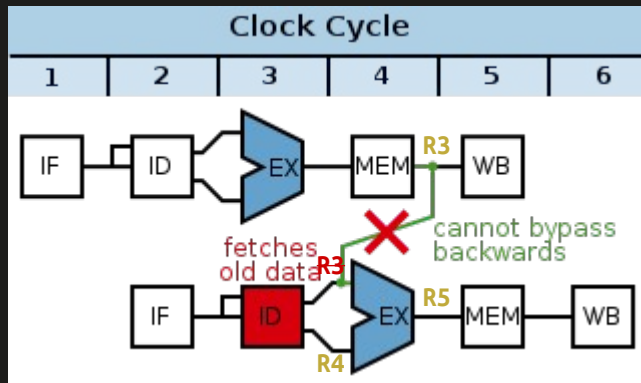 Clock Cycle
1 2 3 4 5 6
IF ID EX MEM R3 WB
cannot bypass
backwards
fetches
old data R3
IF ID EX R5 MEM WB
R4